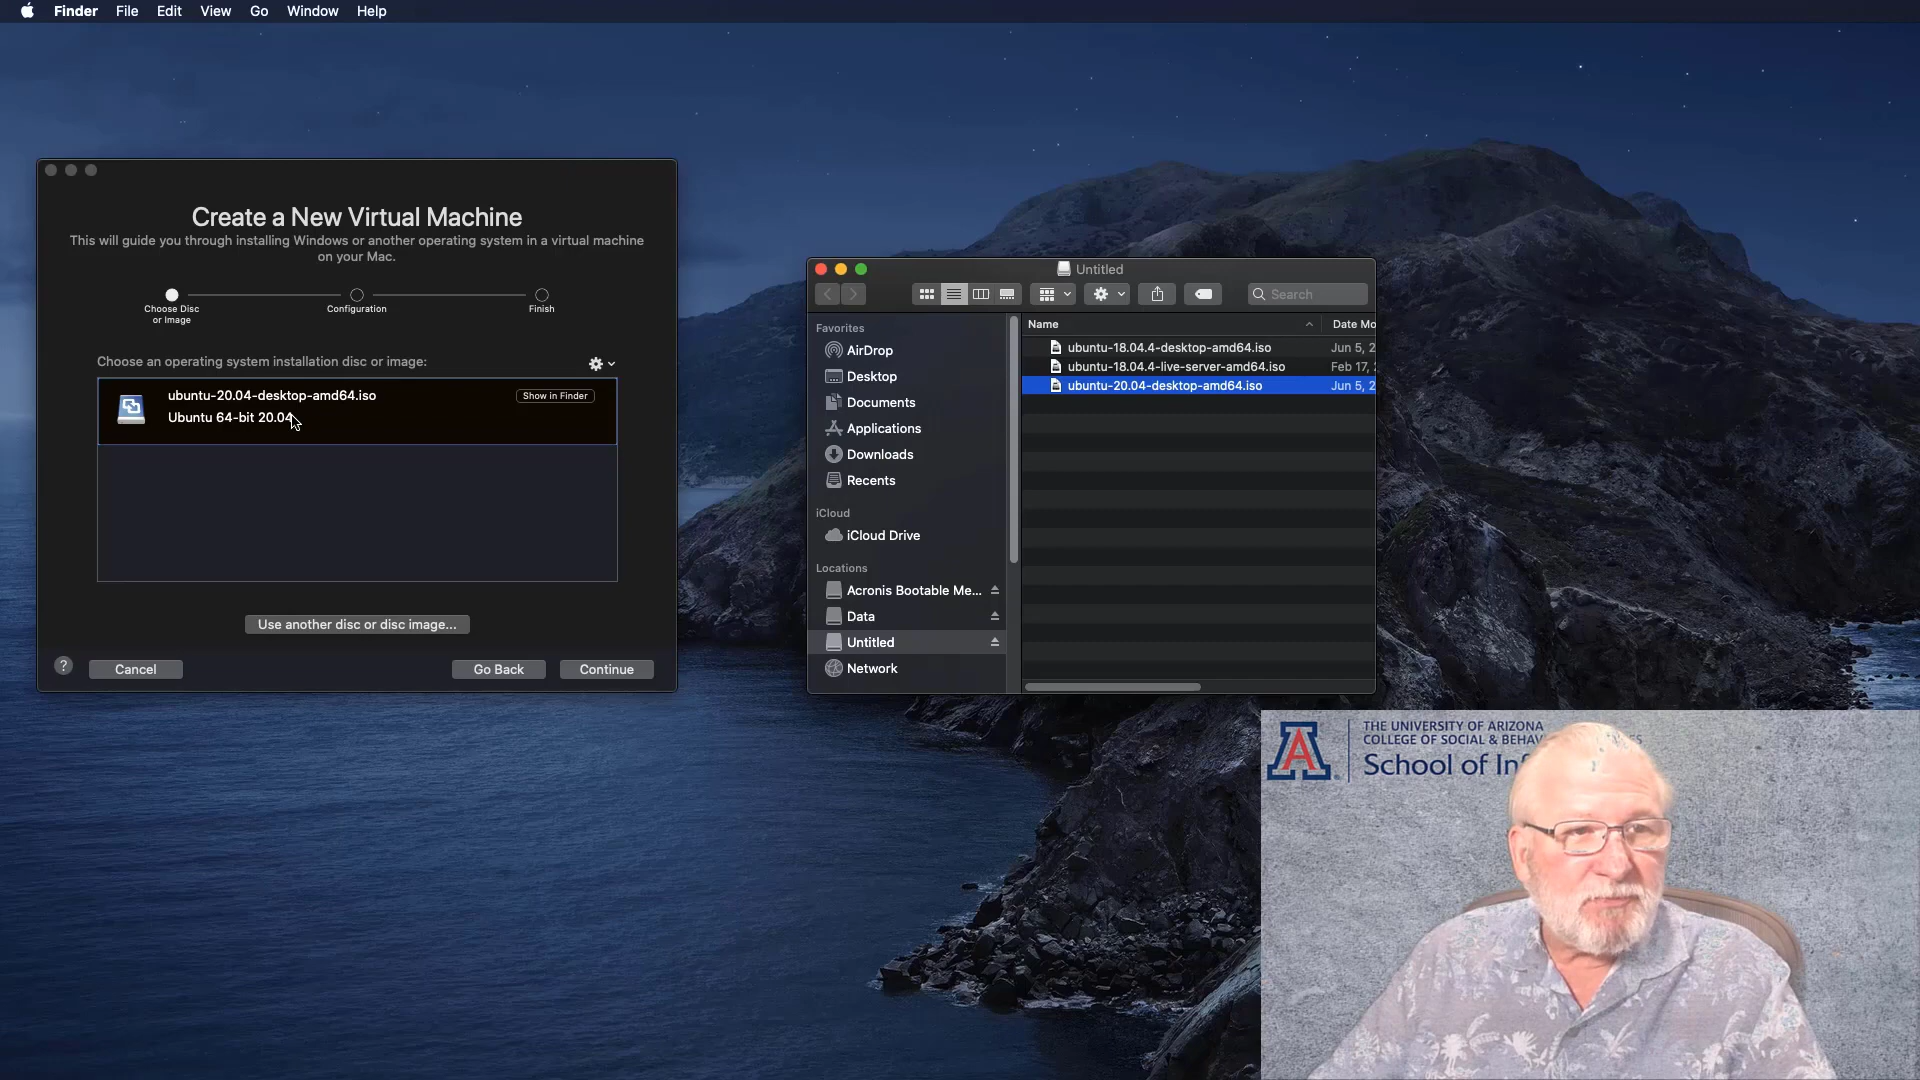 Finder File Edit View Go Window Help
Create a New Virtual Machine
This will guide you through installing Windows or another operating system in a virtual machine
on your Mac.
Choose Disc
or Image
Configuration
Finish
Choose an operating system installation disc or image:
ubuntu-20.04-desktop-amd64.iso
Show in Finder
Ubuntu 64-bit 20.04
Use another disc or disc image...
?
Cancel
Go Back
Continue
Untitled
Search
Favorites
AirDrop
Desktop
Documents
Applications
Downloads
Recents
iCloud
iCloud Drive
Locations
Acronis Bootable Me...
Data
Untitled
Network
Name Date Mo
ubuntu-18.04.4-desktop-amd64.iso Jun 5, 2
ubuntu-18.04.4-live-server-amd64.iso Feb 17, 2
ubuntu-20.04-desktop-amd64.iso Jun 5, 2
A
THE UNIVERSITY OF ARIZONA
COLLEGE OF SOCIAL & BEHAV
School of Inf